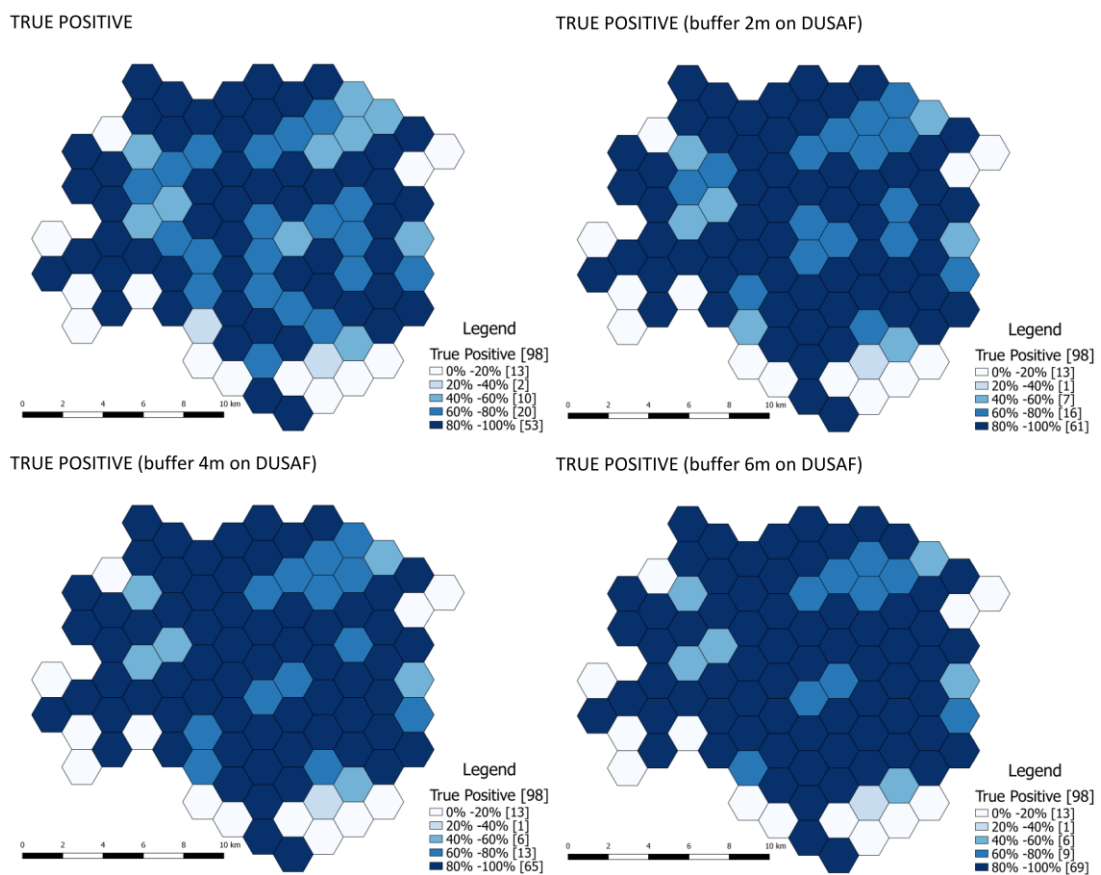 TRUE POSITIVE
TRUE POSITIVE (buffer 2m on DUSAF)
Legend
True Positive [98]
0% -20% [13]
20% -40% [2]
40% -60% [10]
60% -80% [20]
80% -100% [53]
0 2 4 6 8 10 km
Legend
True Positive [98]
0% -20% [13]
20% -40% [1]
40% -60% [7]
60% -80% [16]
80% -100% [61]
0 2 4 6 8 10 km
TRUE POSITIVE (buffer 4m on DUSAF)
TRUE POSITIVE (buffer 6m on DUSAF)
Legend
True Positive [98]
0% -20% [13]
20% -40% [1]
40% -60% [6]
60% -80% [13]
80% -100% [65]
0 2 4 6 8 10 km
Legend
True Positive [98]
0% -20% [13]
20% -40% [1]
40% -60% [6]
60% -80% [9]
80% -100% [69]
0 2 4 6 8 10 km